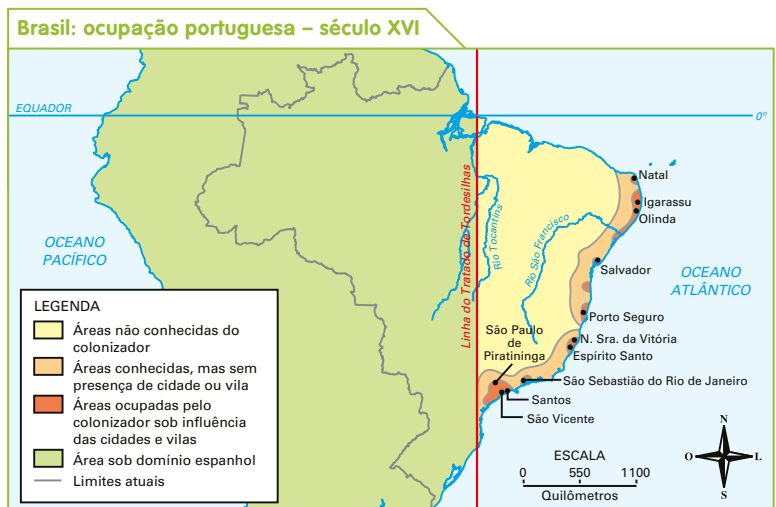 Brasil: ocupação portuguesa – século XVI
EQUADOR
0°
Linha do Tratado de Tordesilhas
Rio Tocantins
Rio São Francisco
Natal
Igarassu
Olinda
OCEANO
PACÍFICO
Salvador
OCEANO
ATLÂNTICO
Porto Seguro
São Paulo
de
Piratininga
N. Sra. da Vitória
Espírito Santo
São Sebastião do Rio de Janeiro
Santos
São Vicente
LEGENDA
Áreas não conhecidas do
colonizador
Áreas conhecidas, mas sem
presença de cidade ou vila
Áreas ocupadas pelo
colonizador sob influência
das cidades e vilas
Área sob domínio espanhol
Limites atuais
ESCALA
0 550 1100
Quilômetros
N
O L
S